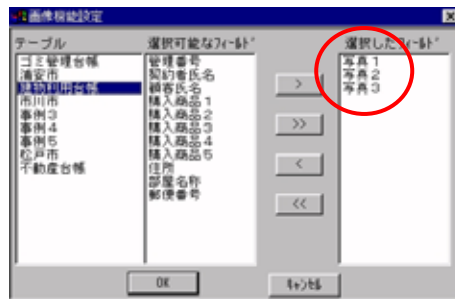 画像機能設定
テーブル
選択可能なフィールド
選択したフィールド
ゴミ管理台帳
浦安市
建物利用台帳
市川市
事例3
事例4
事例5
松戸市
不動産台帳
管理番号
契約者氏名
顧客氏名
購入商品1
購入商品2
購入商品3
購入商品4
購入商品5
住所
部屋名称
郵便番号
>
>>
<
<<
写真1
写真2
写真3
OK
キャンセル